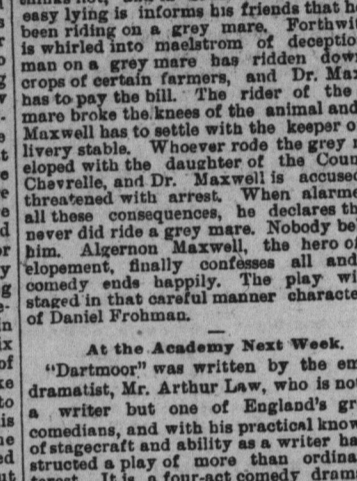 easy lying is informs his friends that h
been riding on a grey mare. Forthwi
is whirled into maelstrom of deceptio
man on a grey mare has ridden dow
crops of certain farmers, and Dr. Ma
has to pay the bill. The rider of the
mare broke the knees of the animal and
Maxwell has to settle with the keeper o
livery stable. Whoever rode the grey
eloped with the daughter of the Coun
Chevrelle, and Dr. Maxwell is accuse
threatened with arrest. When alarme
all these consequences, he declares th
never did ride a grey mare. Nobody be
him. Algernon Maxwell, the hero of
elopement, finally confesses all and
comedy ends happily. The play wi
staged in that careful manner characte
of Daniel Frohman.
At the Academy Next Week.
"Dartmoor" was written by the em
dramatist, Mr. Arthur Law, who is no
a writer but one of England's gr
comedians, and with his practical know
of stagecraft and ability as a writer ha
structed a play of more than ordina
It is a four-act comedy dram